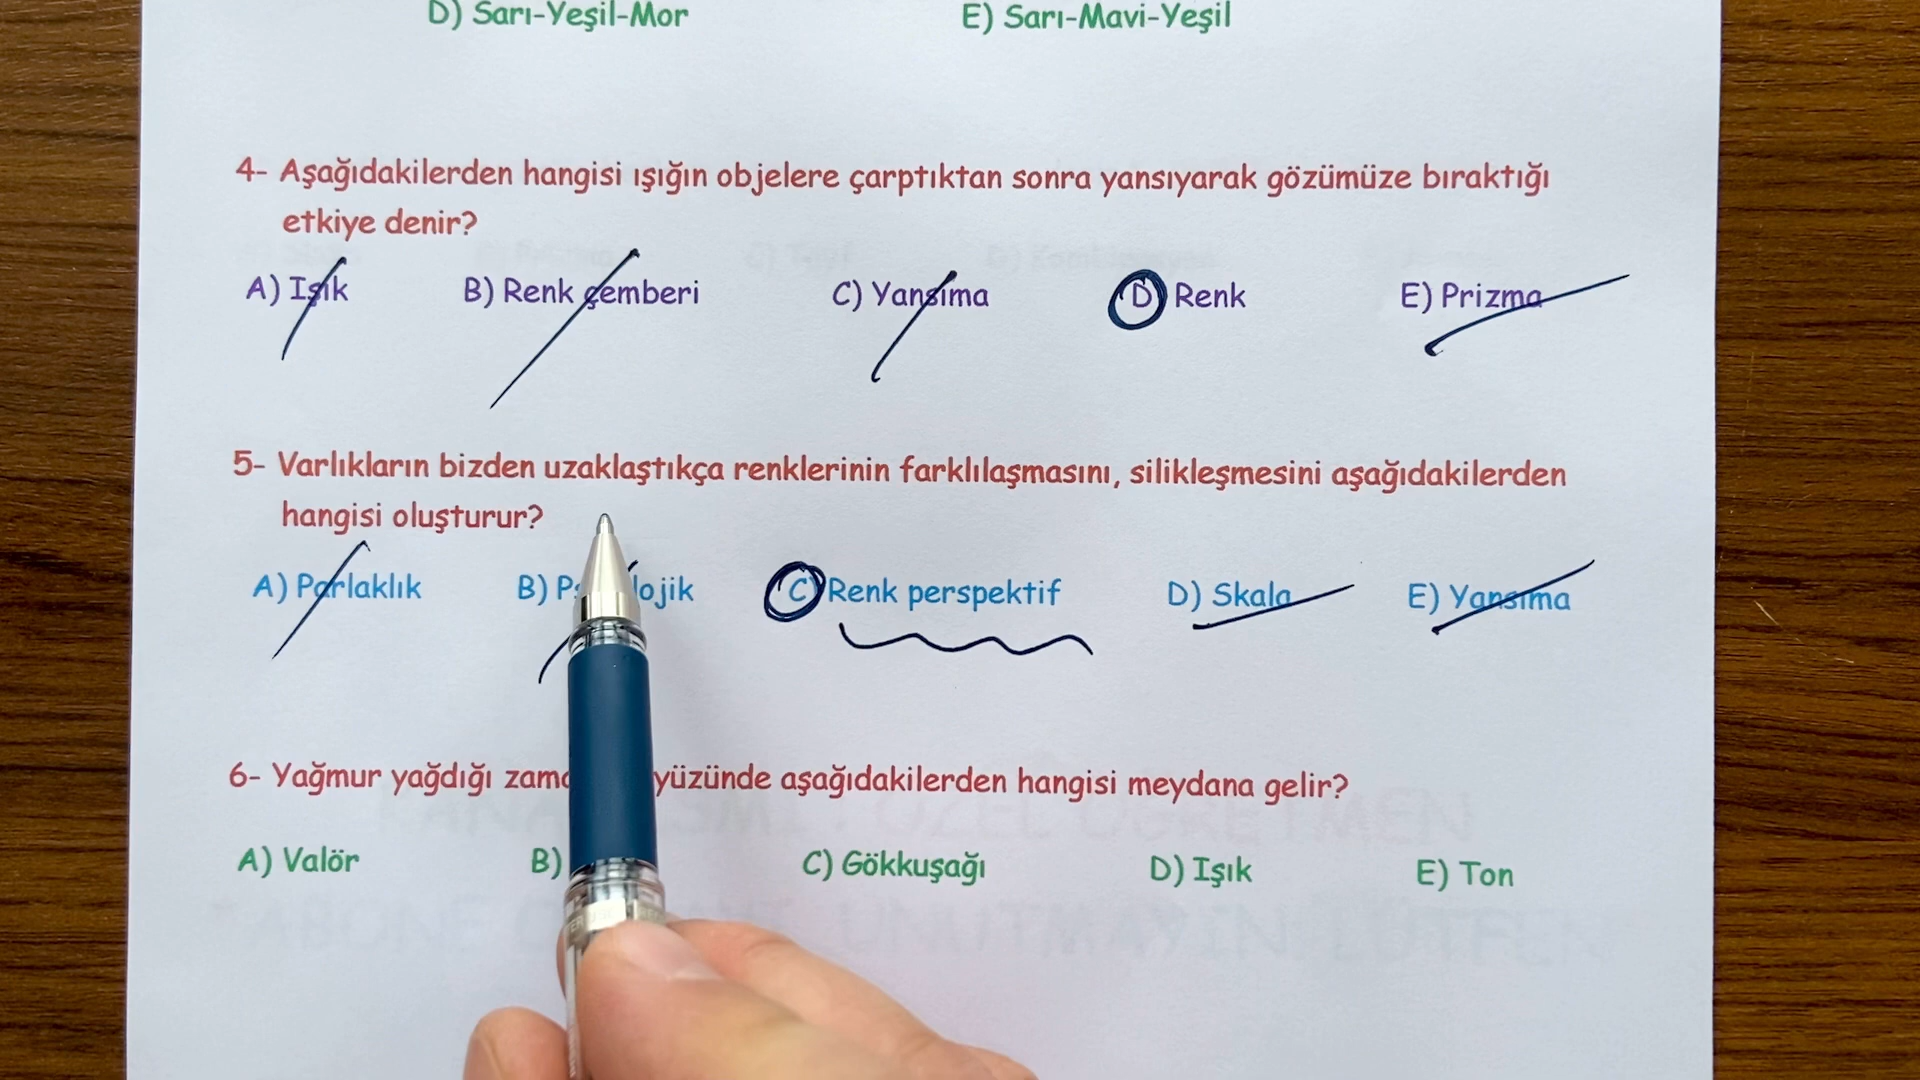 D) Sarı-Yeşil-Mor E) Sarı-Mavi-Yeşil
4- Aşağıdakilerden hangisi ışığın objelere çarptıktan sonra yansıyarak gözümüze bıraktığı
etkiye denir?
A) Işık B) Renk çemberi C) Yansıma D) Renk E) Prizma
5- Varlıkların bizden uzaklaştıkça renklerinin farklılaşmasını, silikleşmesini aşağıdakilerden
hangisi oluşturur?
A) Parlaklık B) C) Renk perspektif D) Skala E) Yansıma
6- Yağmur yağdığı yüzünde aşağıdakilerden hangisi meydana gelir?
A) Valör B) C) Gökkuşağı D) Işık E) Ton